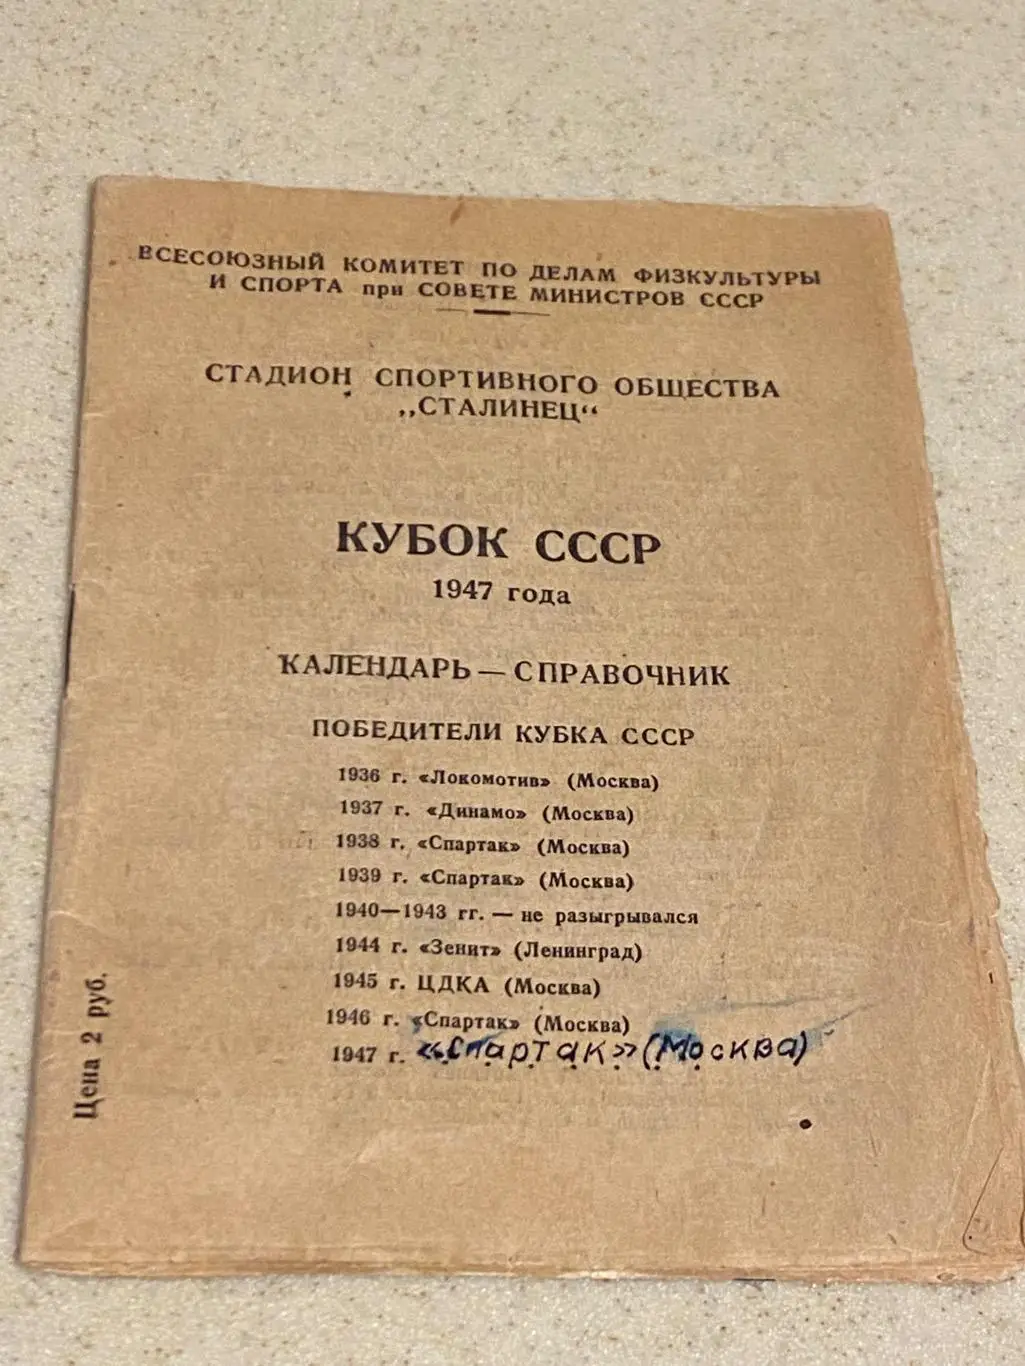 ВСЕСОЮЗНЫЙ КОМИТЕТ ПО ДЕЛАМ ФИЗКУЛЬТУРЫ
И СПОРТА при СОВЕТЕ МИНИСТРОВ СССР
СТАДИОН СПОРТИВНОГО ОБЩЕСТВА
„СТАЛИНЕЦ“
КУБОК СССР
1947 года
КАЛЕНДАРЬ — СПРАВОЧНИК
ПОБЕДИТЕЛИ КУБКА СССР
1936 г. «Локомотив» (Москва)
1937 г. «Динамо» (Москва)
1938 г. «Спартак» (Москва)
1939 г. «Спартак» (Москва)
1940—1943 гг. — не разыгрывался
1944 г. «Зенит» (Ленинград)
1945 г. ЦДКА (Москва)
1946 г. «Спартак» (Москва)
1947 г. «Спартак» (Москва)
Цена 2 руб.